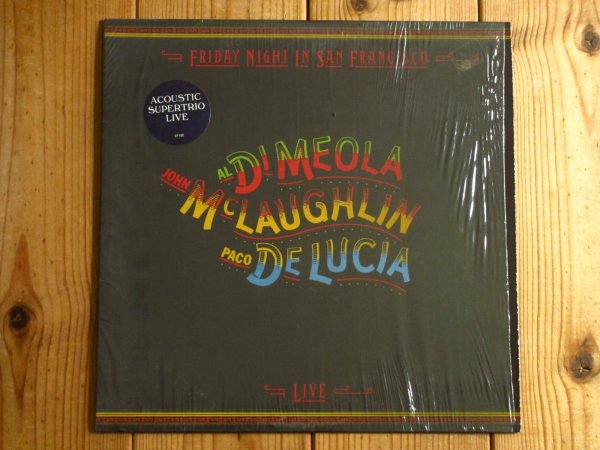 FRIDAY NIGHT IN SAN FRANCISCO
ACOUSTIC
SUPERTRIO
LIVE
AL DI MEOLA
JOHN MCLAUGHLIN
PACO DE LUCIA
LIVE